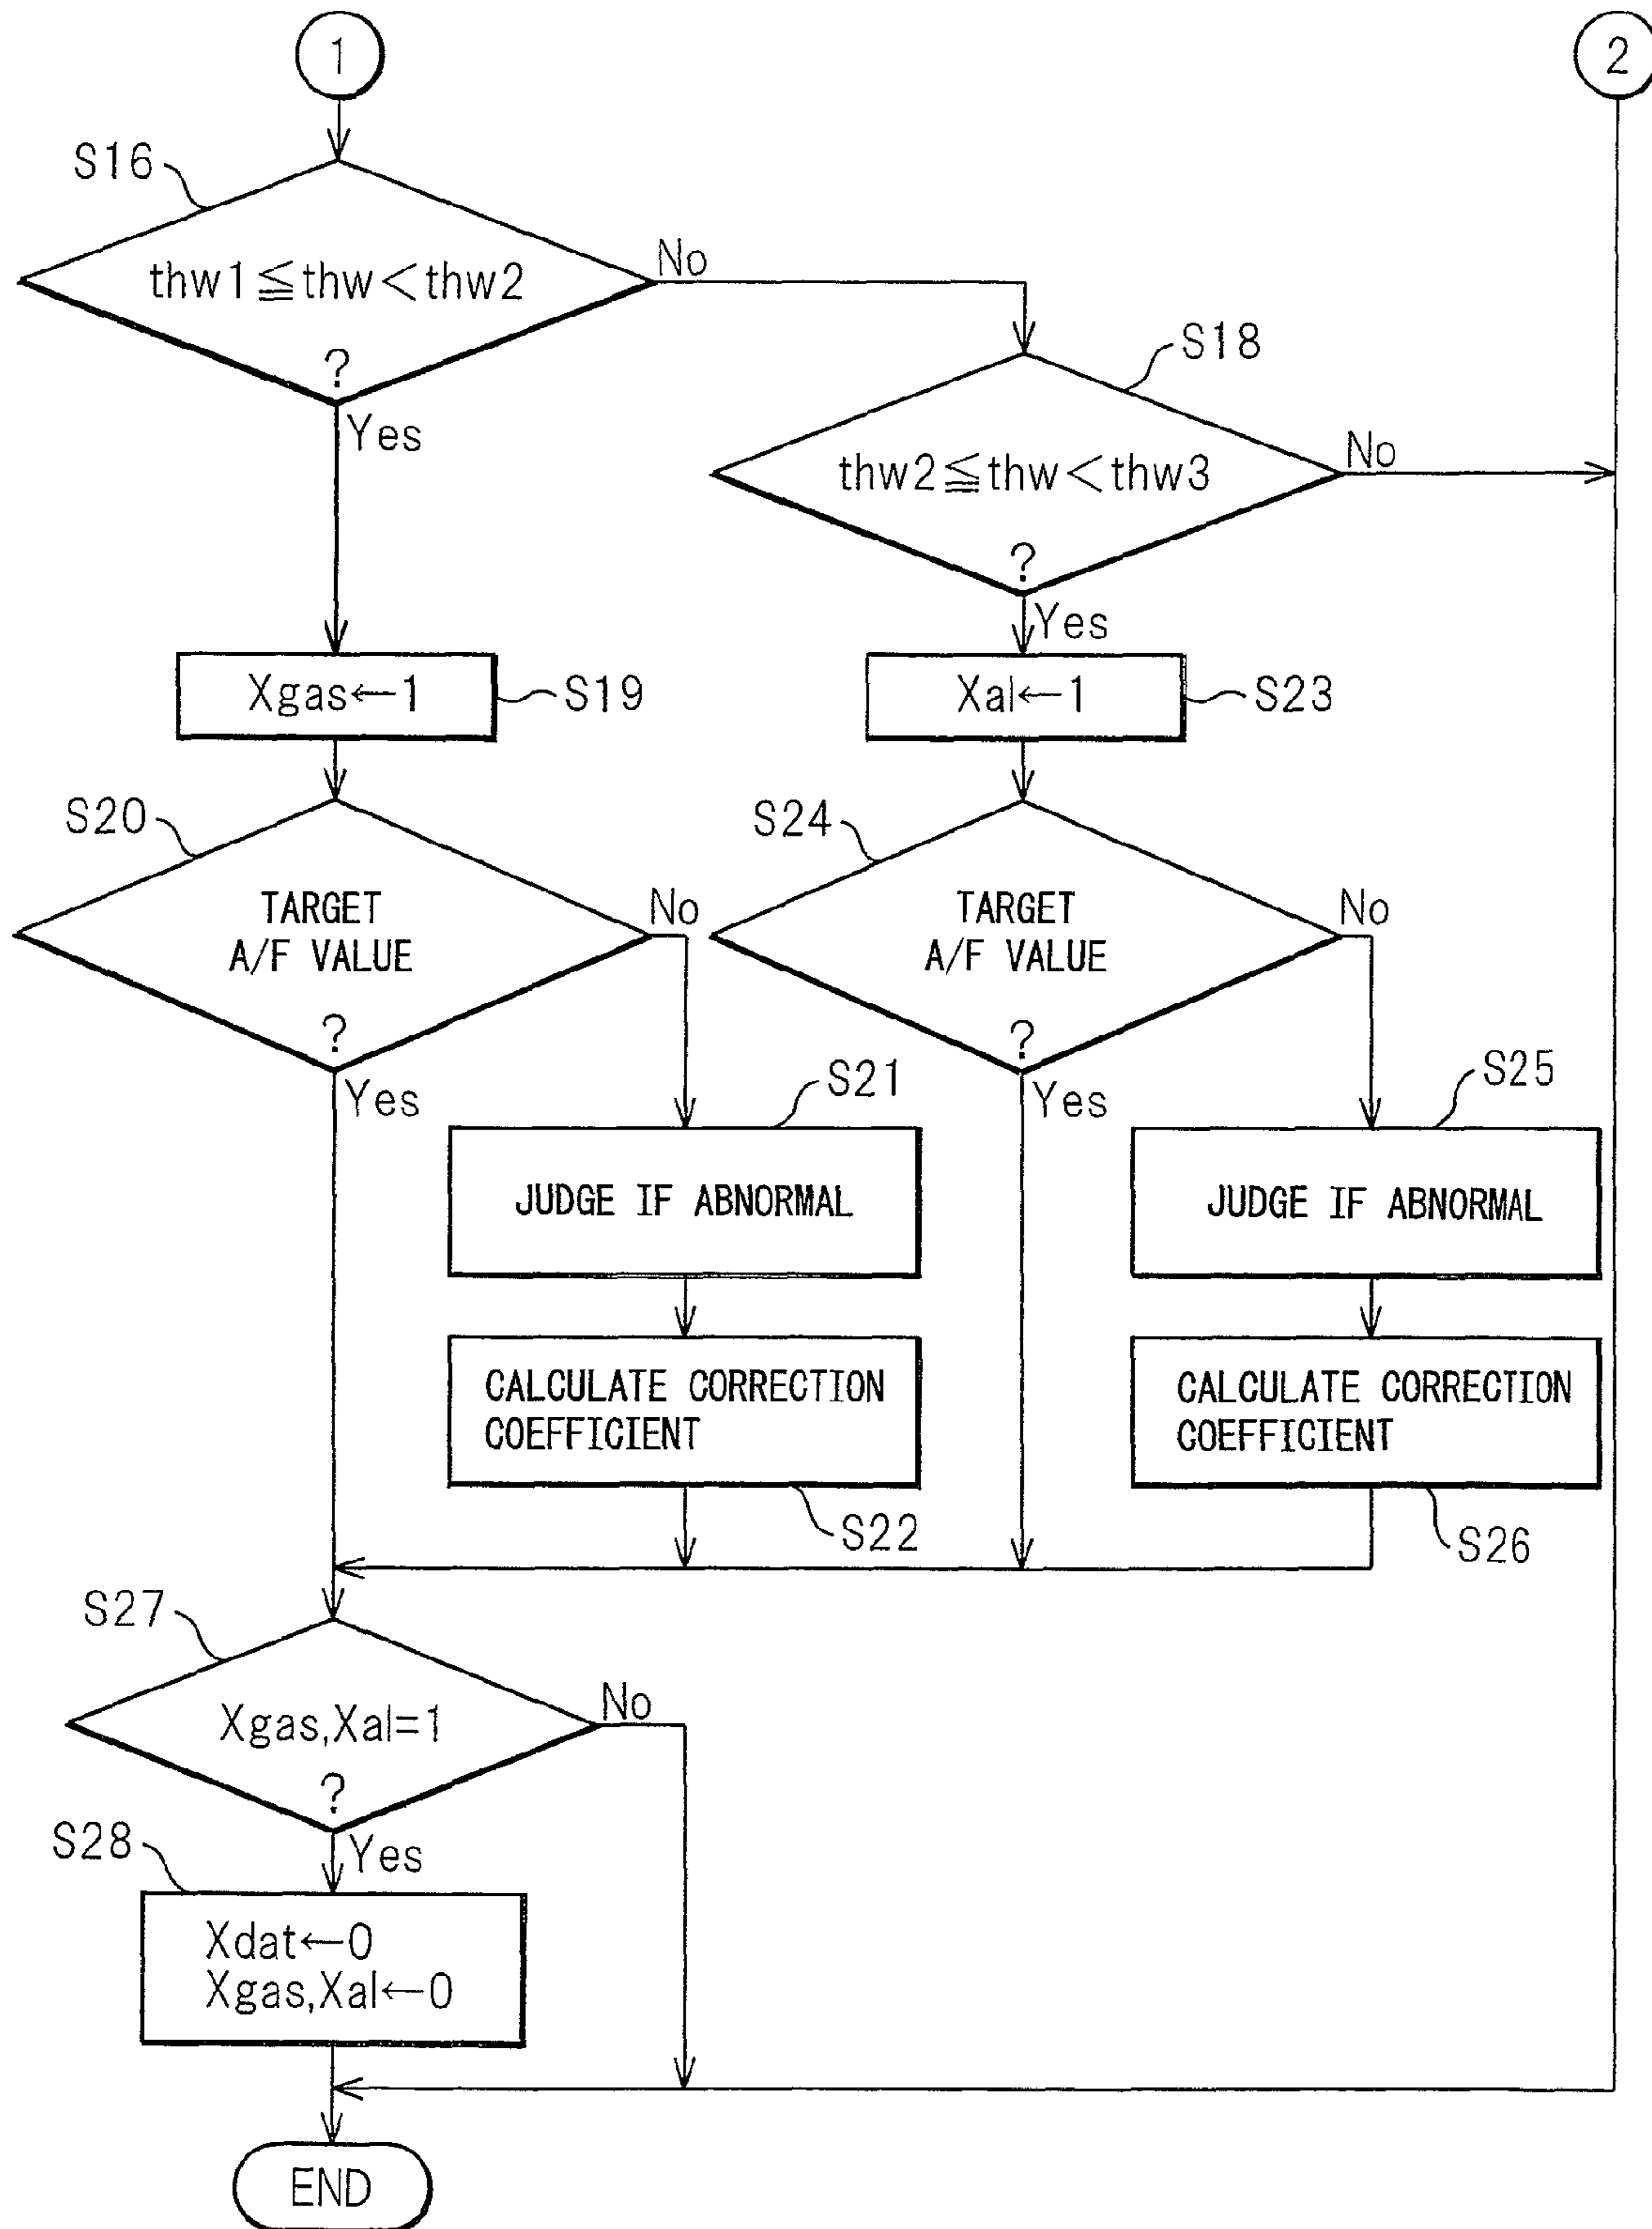 1
2
S16
thw1≦thw<thw2
?
No
Yes
S18
thw2≦thw<thw3
?
No
Yes
Xgas←1
S19
Xal←1
S23
S20
TARGET
A/F VALUE
?
No
Yes
S24
TARGET
A/F VALUE
?
No
Yes
S21
JUDGE IF ABNORMAL
S25
JUDGE IF ABNORMAL
CALCULATE CORRECTION
COEFFICIENT
S22
CALCULATE CORRECTION
COEFFICIENT
S26
S27
Xgas,Xal=1
?
No
Yes
S28
Xdat←0
Xgas,Xal←0
END